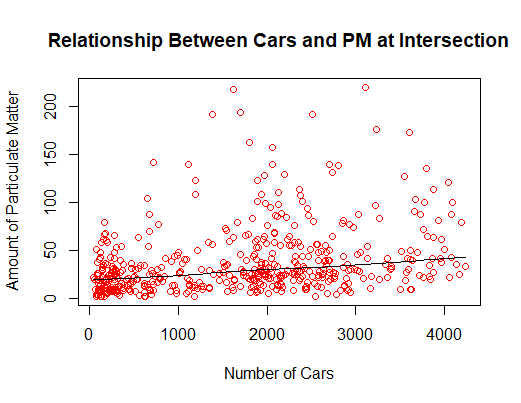 Relationship Between Cars and PM at Intersection
Amount of Particulate Matter
200
150
100
50
0
0 1000 2000 3000 4000
Number of Cars